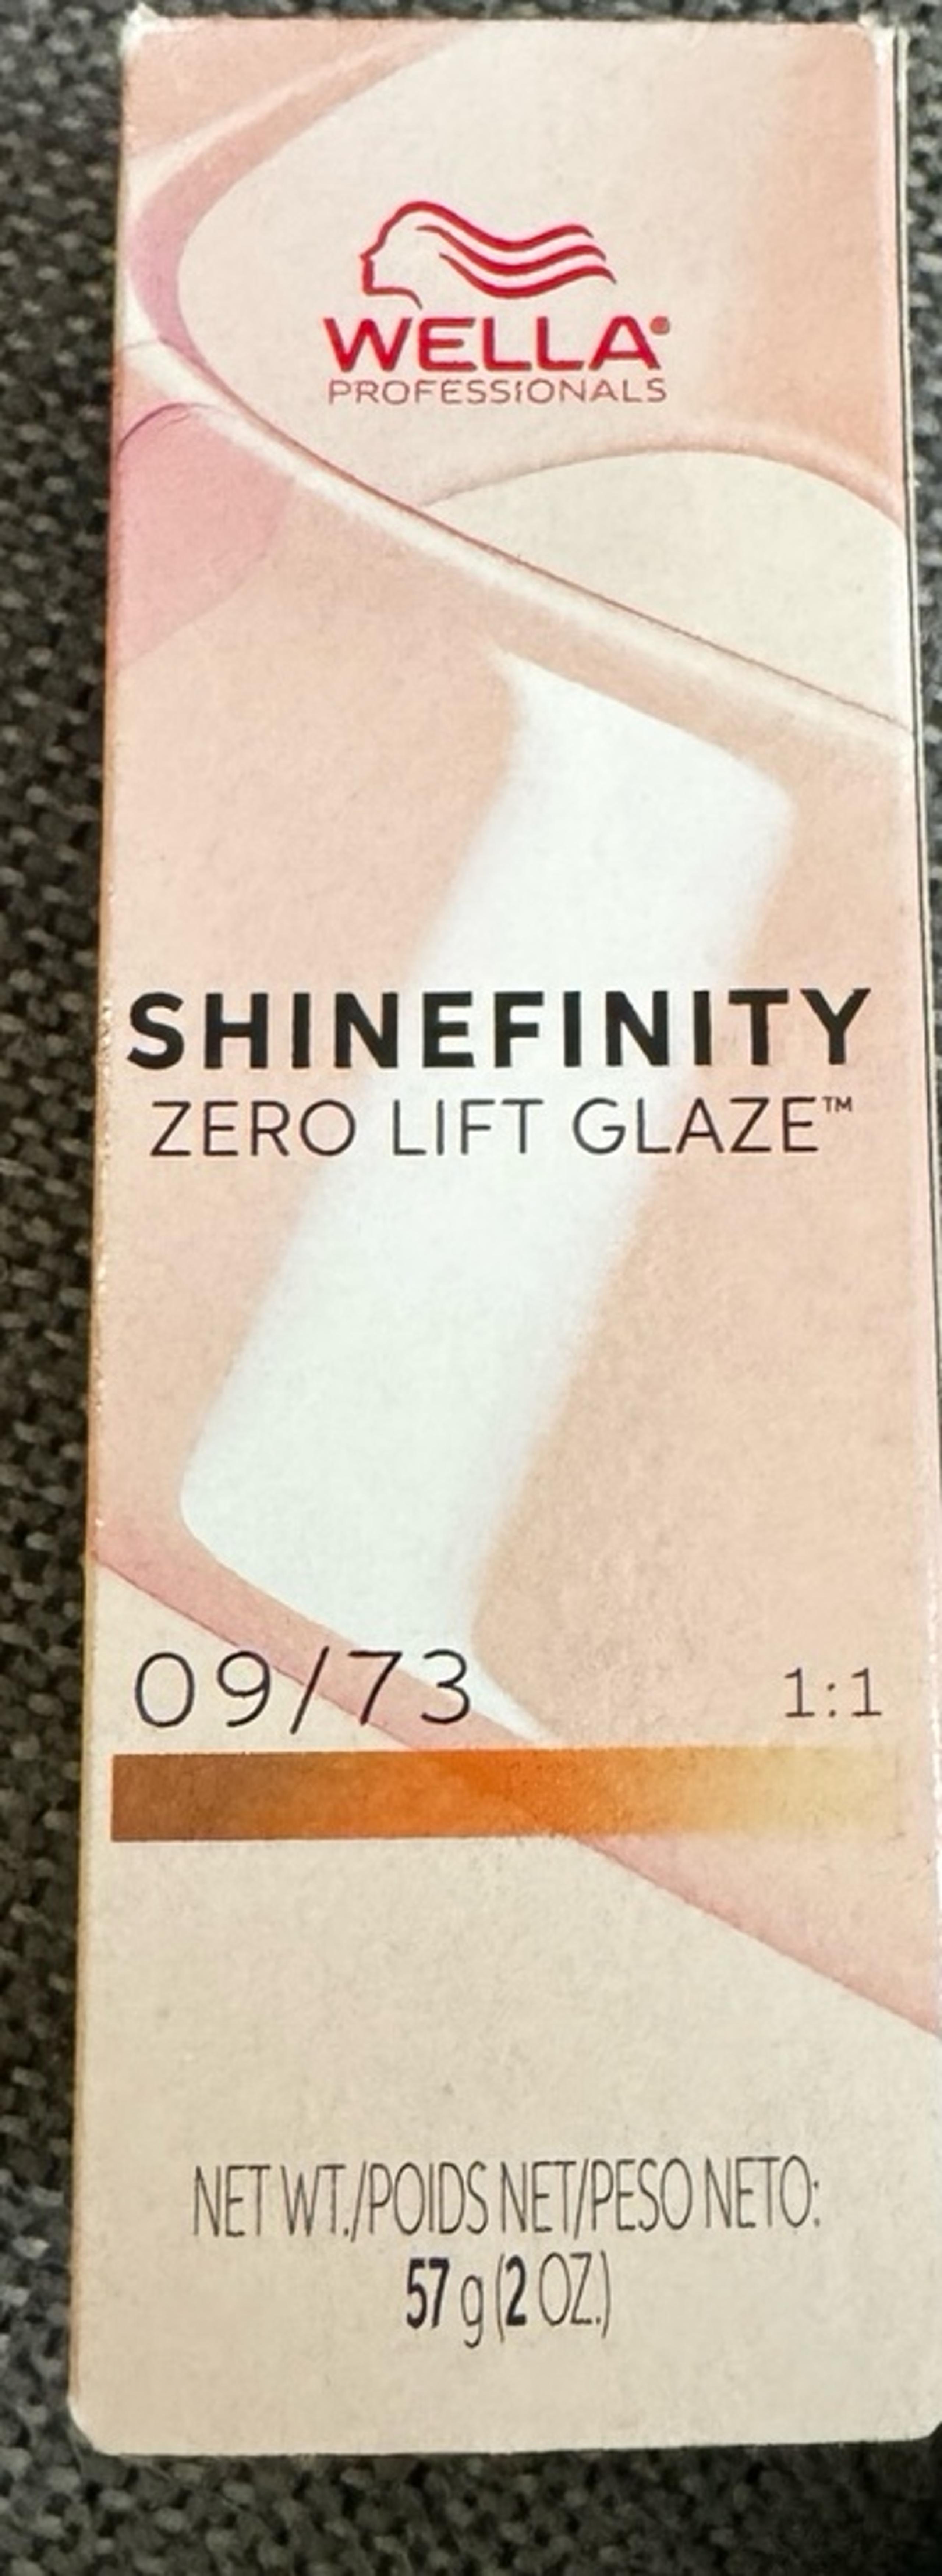 WELLA®
PROFESSIONALS
SHINEFINITY
ZERO LIFT GLAZE™
09/73 1:1
NET WT./POIDS NET/PESO NETO:
57 g (2 OZ.)